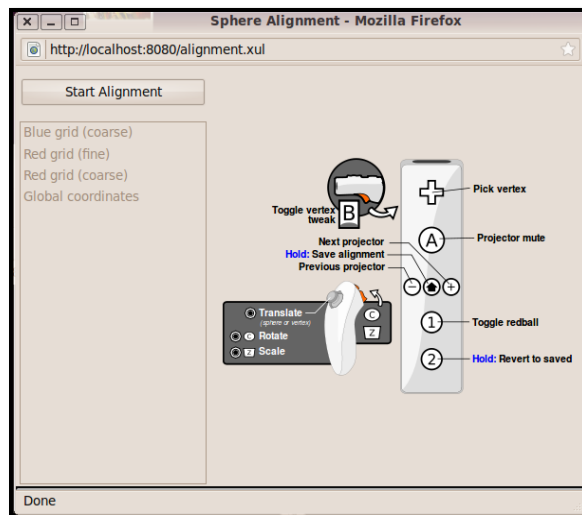 Sphere Alignment - Mozilla Firefox
http://localhost:8080/alignment.xul
Start Alignment
Blue grid (coarse)
Red grid (fine)
Red grid (coarse)
Global coordinates
Toggle vertex
tweak
B
Pick vertex
A
Projector mute
Next projector
Hold: Save alignment
Previous projector
Translate
(sphere or vertex)
C Rotate
Z Scale
C
Z
1
Toggle redball
2
Hold: Revert to saved
Done